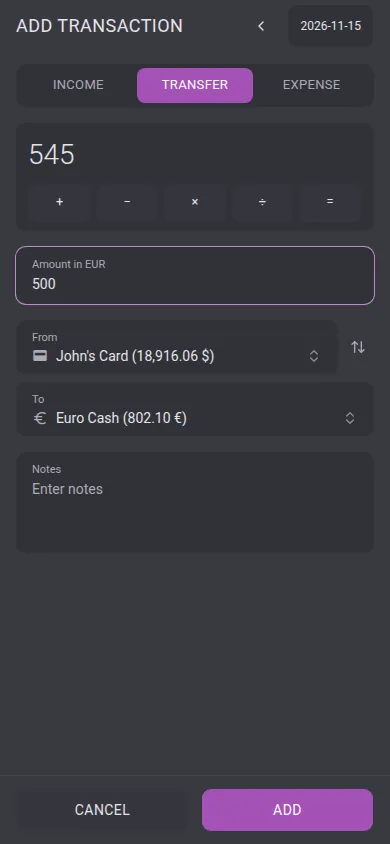 ADD TRANSACTION
2026-11-15
INCOME TRANSFER EXPENSE
545
+ − × ÷ =
Amount in EUR
500
From
John's Card (18,916.06 $)
To
€ Euro Cash (802.10 €)
Notes
Enter notes
CANCEL ADD